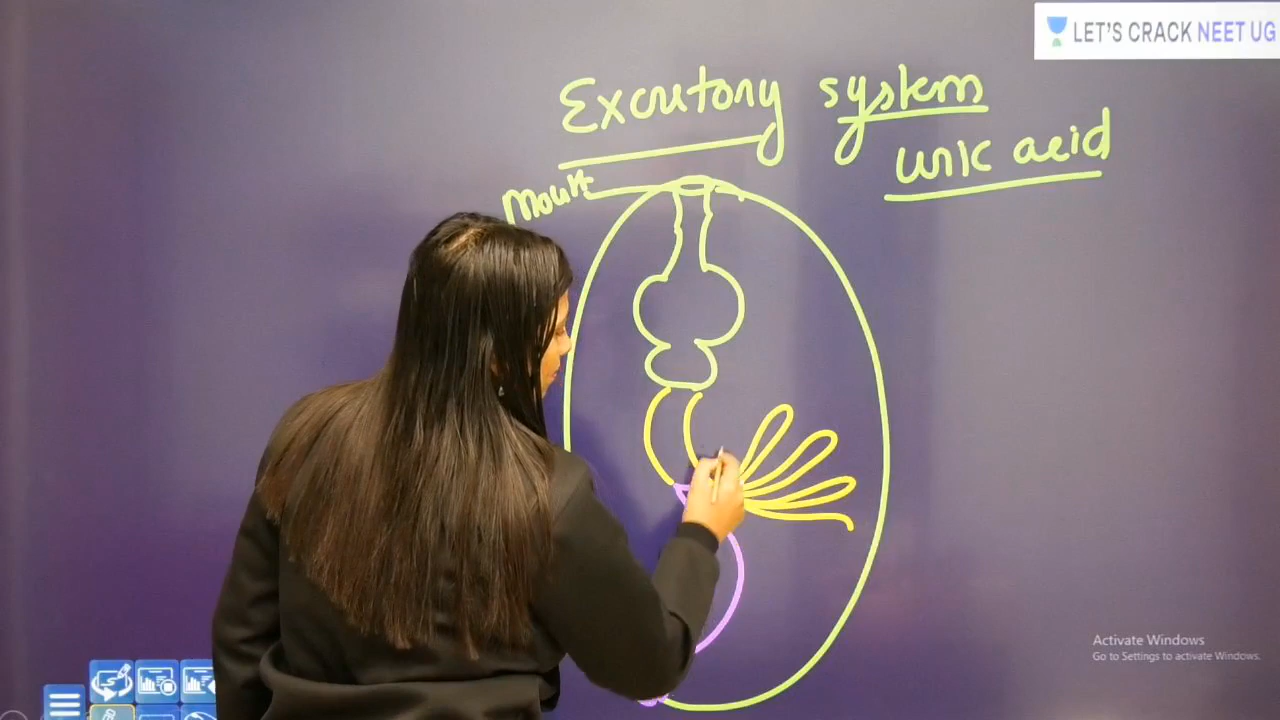 LET'S CRACK NEET UG
Excretory system
uric acid
Mouth
Activate Windows
Go to Settings to activate Windows.